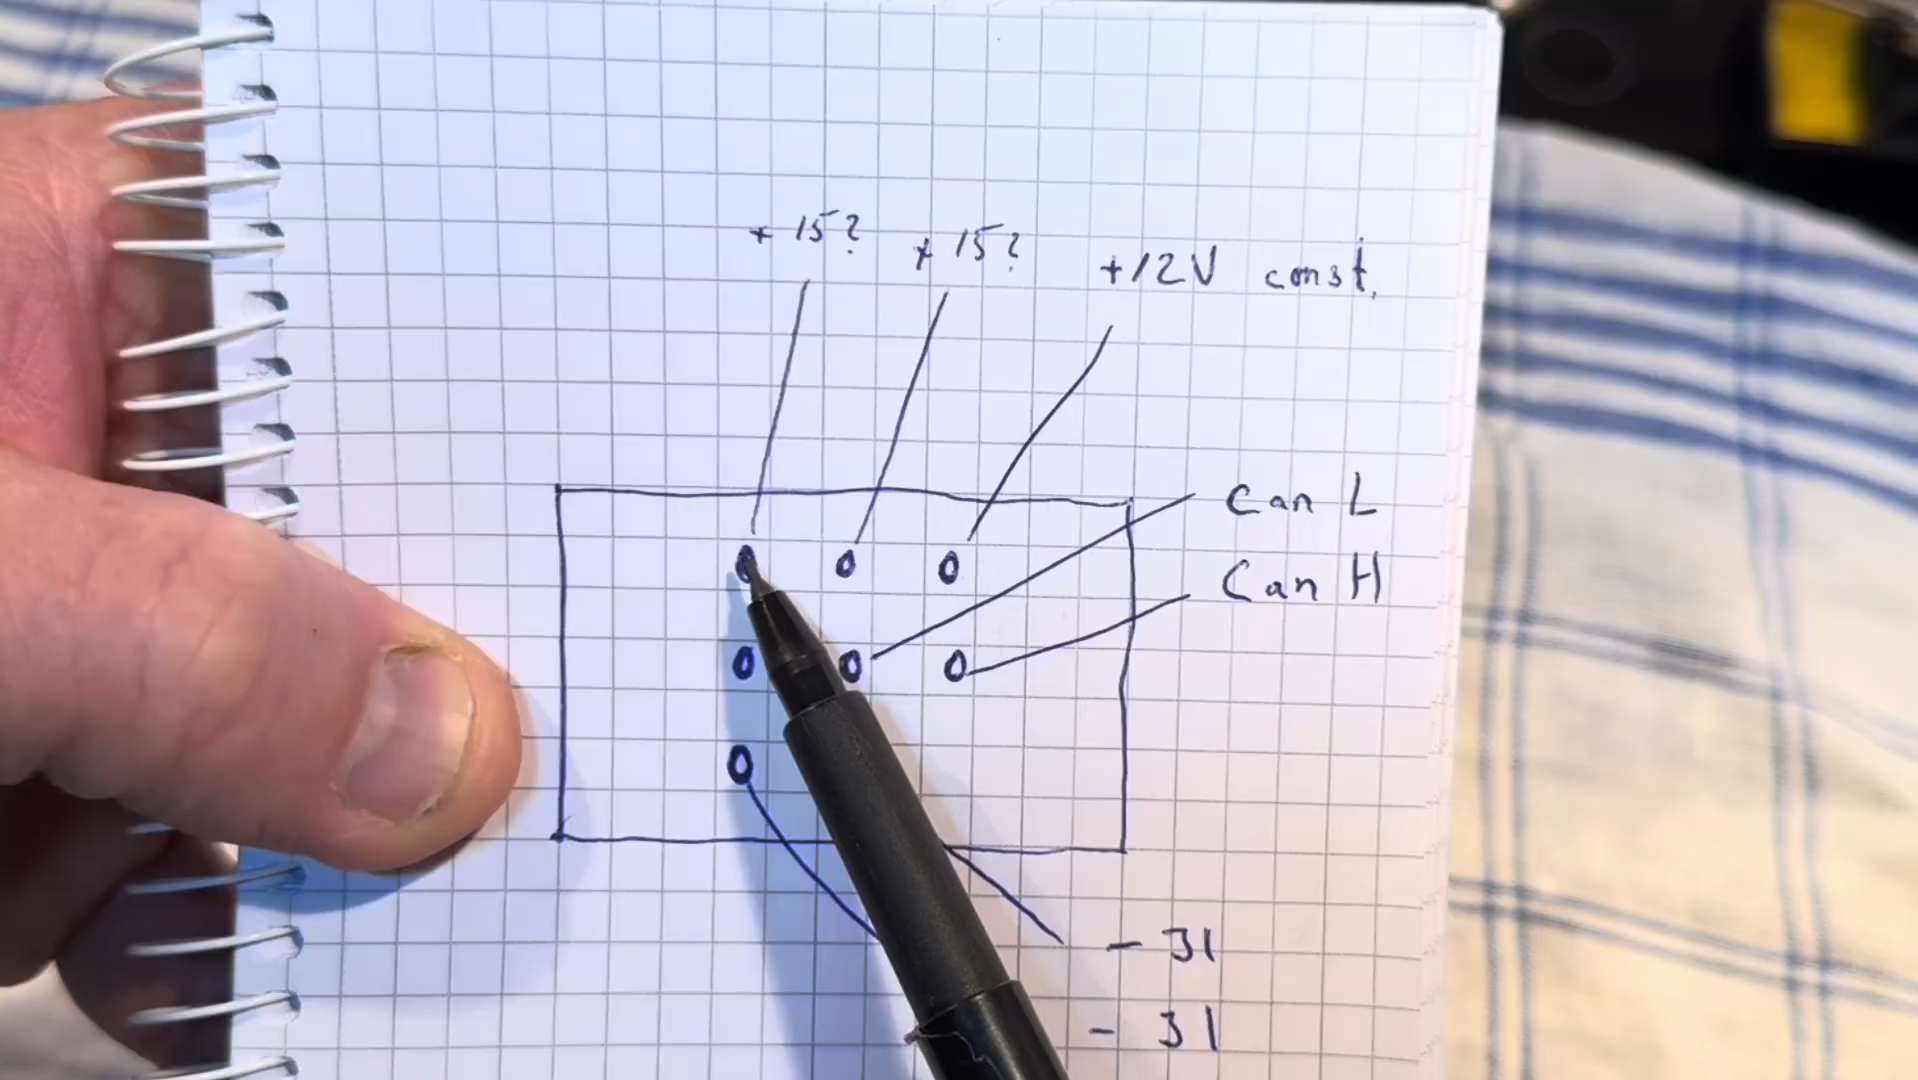 + 15? + 15? +12V const.
Can L
Can H
- 31
- 31